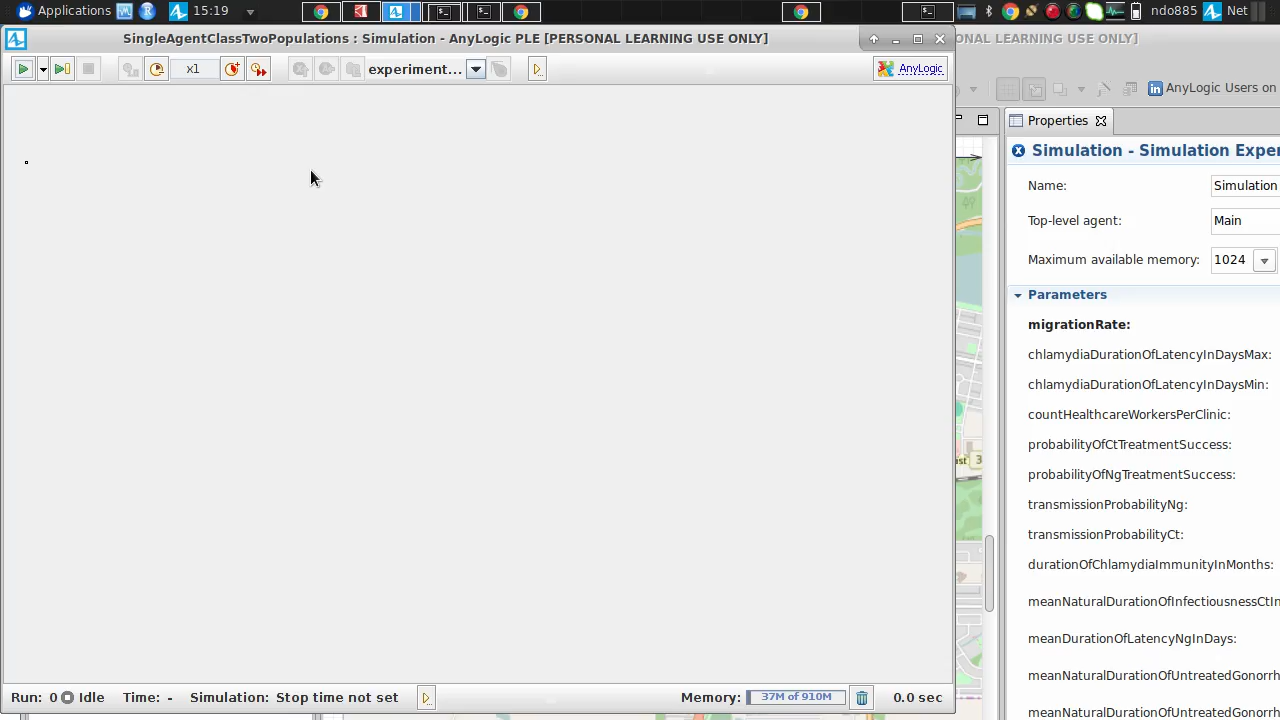 Applications
15:19
ndo885
Net
SingleAgentClassTwoPopulations : Simulation - AnyLogic PLE [PERSONAL LEARNING USE ONLY]
ONAL LEARNING USE ONLY]
x1
experiment...
AnyLogic
AnyLogic Users on
Properties
Simulation - Simulation Exper
Name:
Simulation
Top-level agent:
Main
Maximum available memory:
1024
Parameters
migrationRate:
chlamydiaDurationOfLatencyInDaysMax:
chlamydiaDurationOfLatencyInDaysMin:
countHealthcareWorkersPerClinic:
probabilityOfCtTreatmentSuccess:
probabilityOfNgTreatmentSuccess:
transmissionProbabilityNg:
transmissionProbabilityCt:
durationOfChlamydiaImmunityInMonths:
meanNaturalDurationOfInfectiousnessCtIn
meanDurationOfLatencyNgInDays:
meanNaturalDurationOfUntreatedGonorrh
meanNaturalDurationOfUntreatedGonorrh
49
Run: 0 Idle Time: - Simulation: Stop time not set
Memory: 37M of 910M 0.0 sec